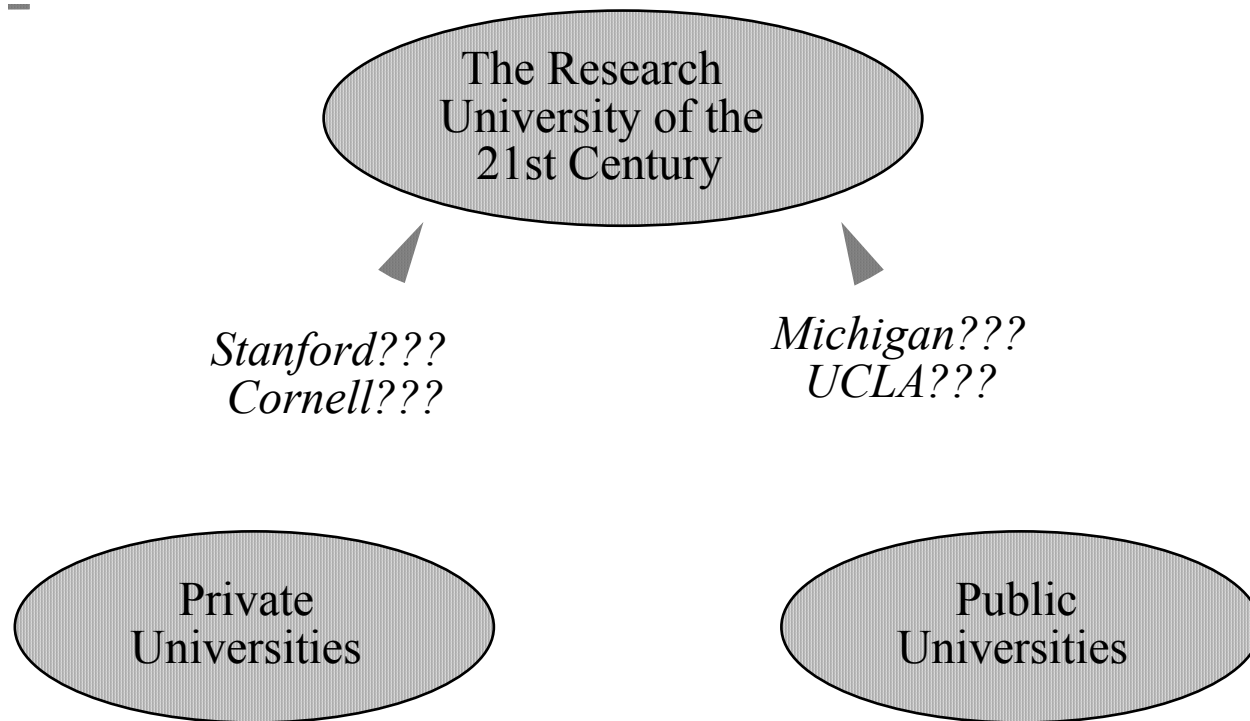 The Research
University of the
21st Century
Stanford???
Cornell???
Michigan???
UCLA???
Private
Universities
Public
Universities